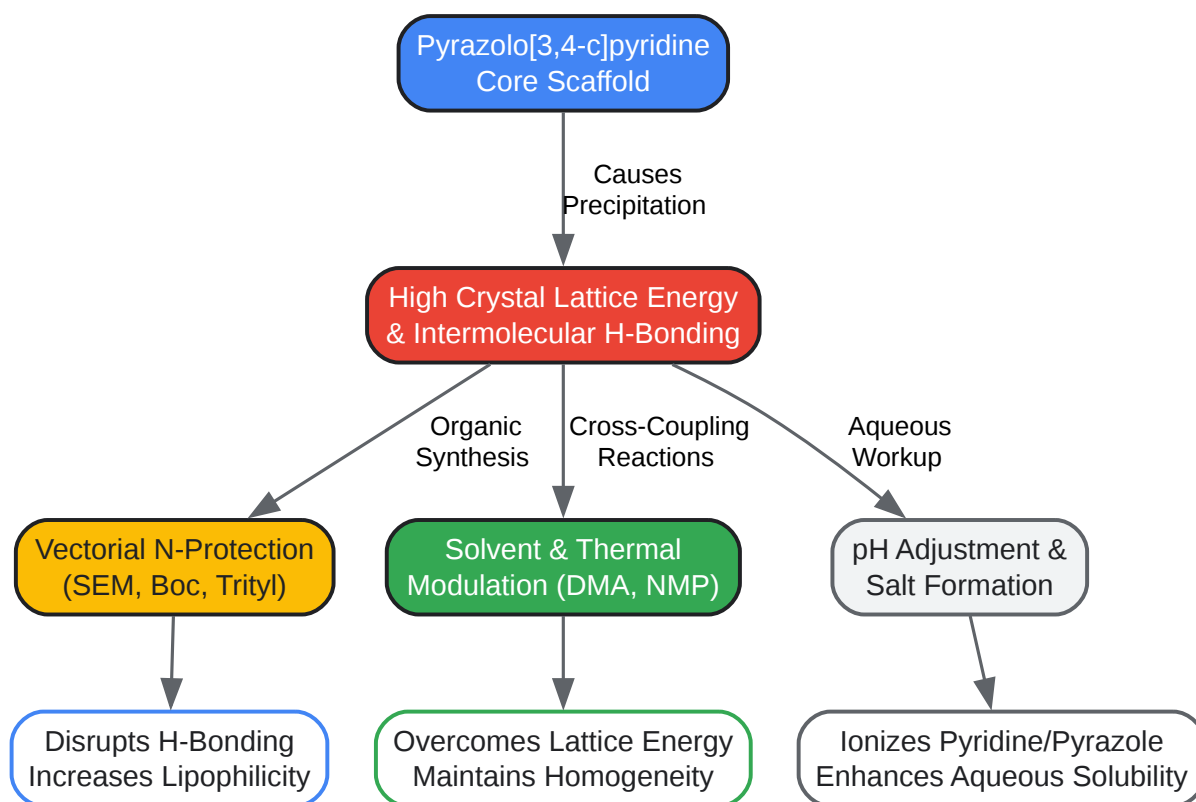 Pyrazolo[3,4-c]pyridine
Core Scaffold
Causes
Precipitation
High Crystal Lattice Energy
& Intermolecular H-Bonding
Organic
Synthesis
Cross-Coupling
Reactions
Aqueous
Workup
Vectorial N-Protection
(SEM, Boc, Trityl)
Solvent & Thermal
Modulation (DMA, NMP)
pH Adjustment &
Salt Formation
Disrupts H-Bonding
Increases Lipophilicity
Overcomes Lattice Energy
Maintains Homogeneity
Ionizes Pyridine/Pyrazole
Enhances Aqueous Solubility